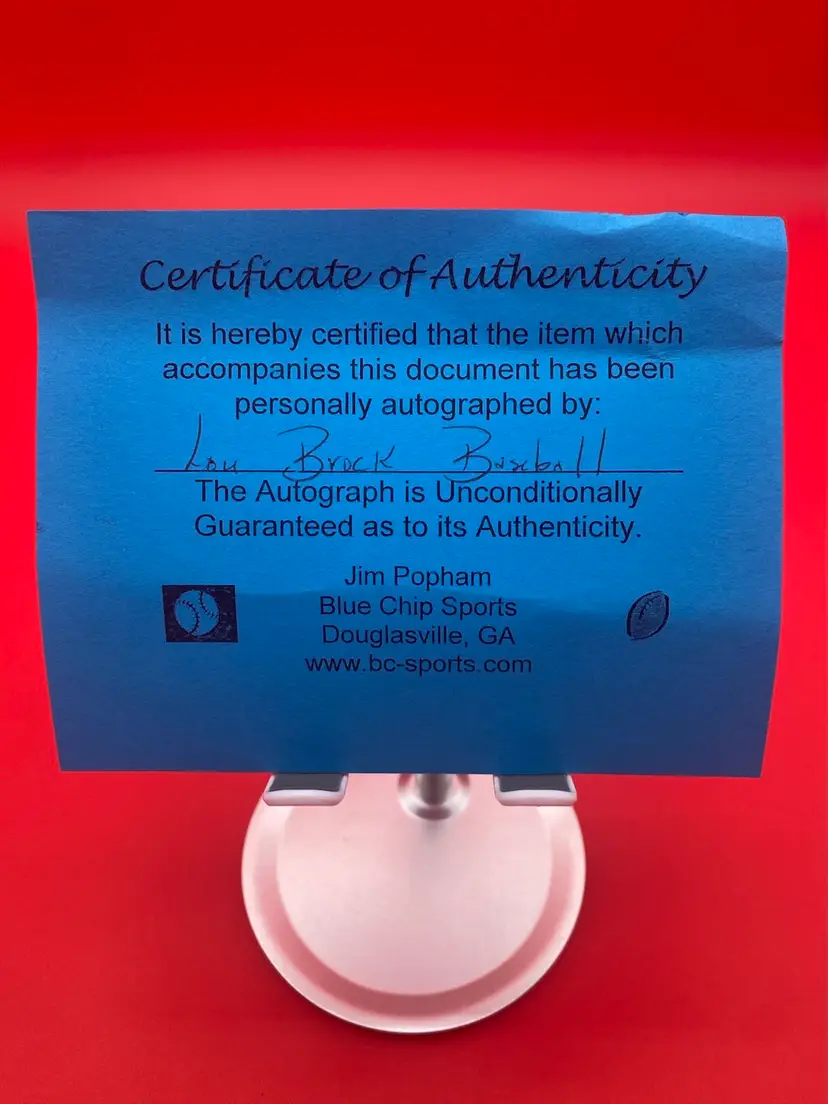 Certificate of Authenticity
It is hereby certified that the item which
accompanies this document has been
personally autographed by:
Lou Brock Baseball
The Autograph is Unconditionally
Guaranteed as to its Authenticity.
Jim Popham
Blue Chip Sports
Douglasville, GA
www.bc-sports.com